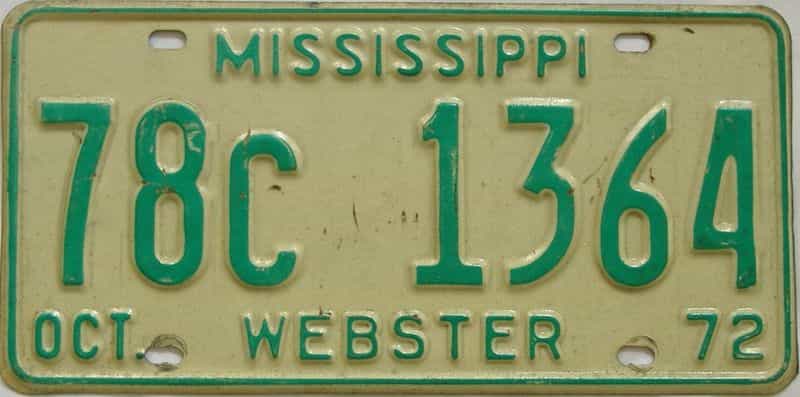 MISSISSIPPI
78C 1364
OCT. WEBSTER 72